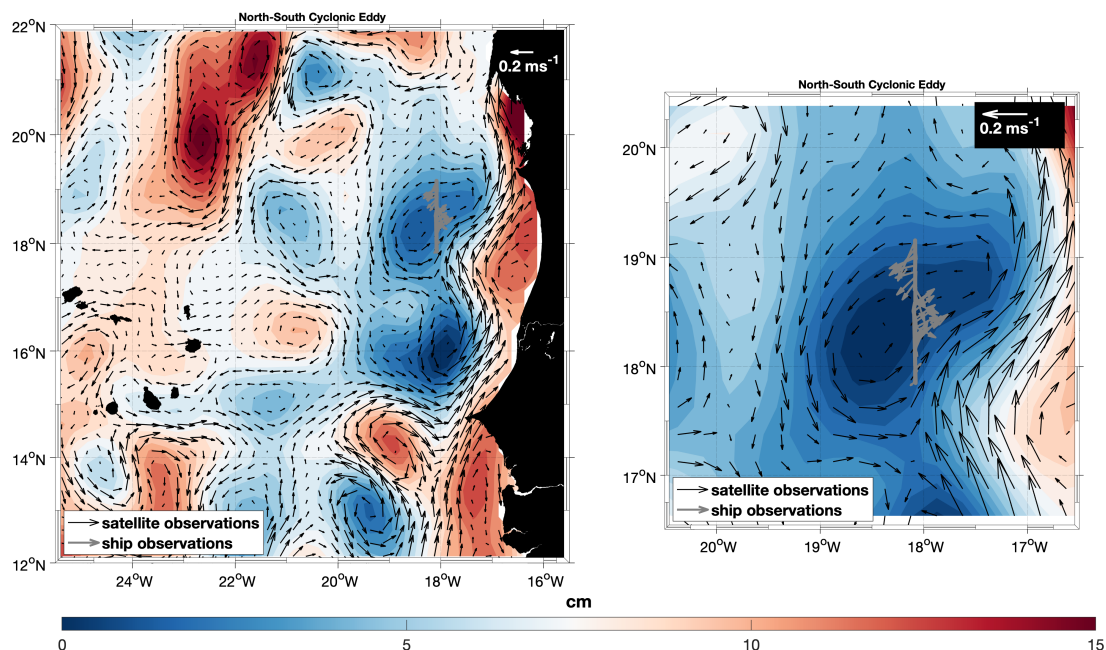 North-South Cyclonic Eddy
22°N
20°N
18°N
16°N
14°N
12°N
0.2 ms⁻¹
satellite observations
ship observations
24°W
22°W
20°W
18°W
16°W
North-South Cyclonic Eddy
20°N
19°N
18°N
17°N
0.2 ms⁻¹
satellite observations
ship observations
20°W
19°W
18°W
17°W
cm
0 5 10 15